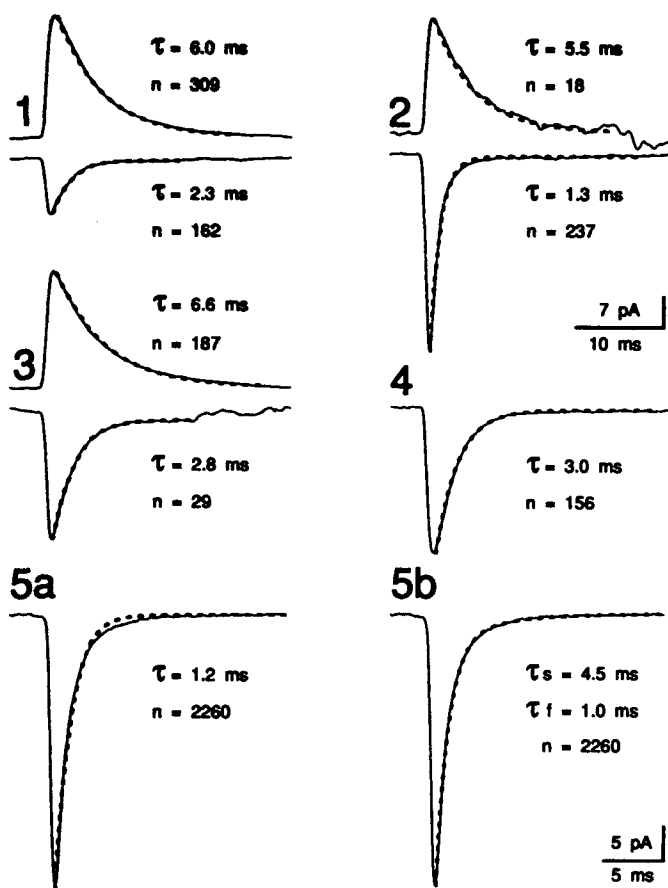 1
τ = 6.0 ms
n = 309
τ = 2.3 ms
n = 162
2
τ = 5.5 ms
n = 18
τ = 1.3 ms
n = 237
7 pA
10 ms
3
τ = 6.6 ms
n = 187
τ = 2.8 ms
n = 29
4
τ = 3.0 ms
n = 156
5a
τ = 1.2 ms
n = 2260
5b
τs = 4.5 ms
τf = 1.0 ms
n = 2260
5 pA
5 ms